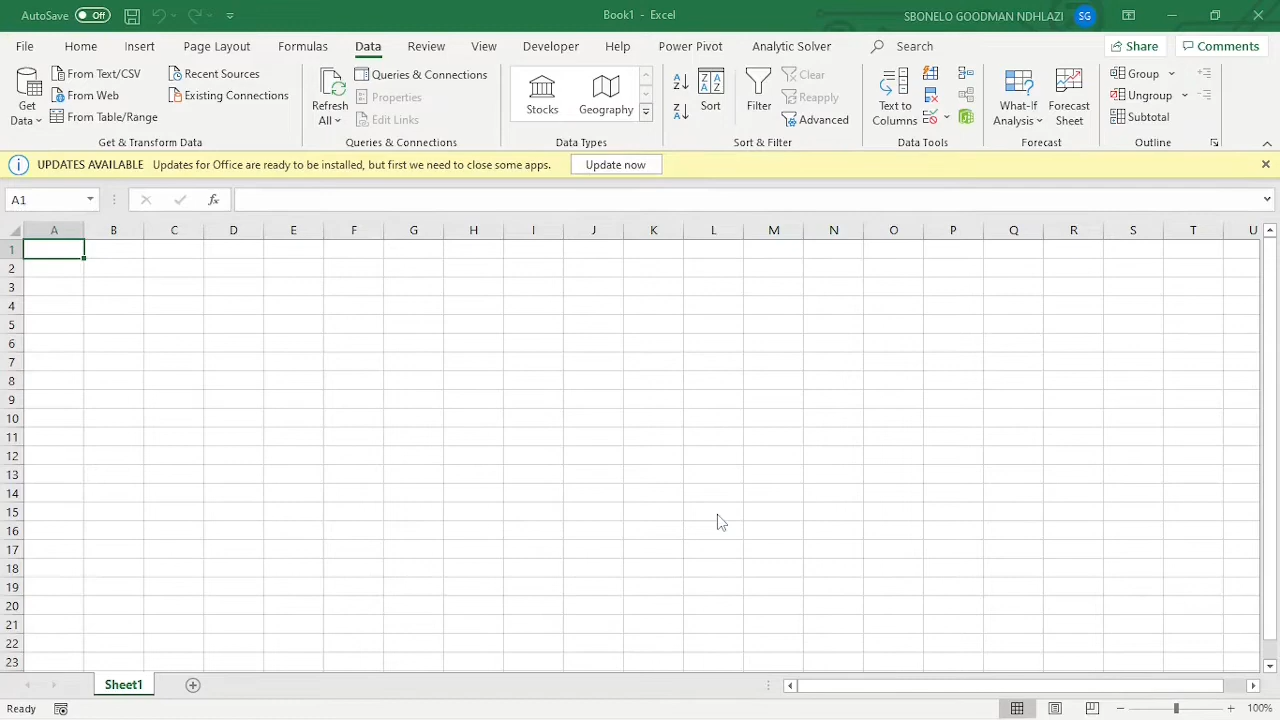 AutoSave Off Book1 - Excel SBONELO GOODMAN NDHLAZI SG
File Home Insert Page Layout Formulas Data Review View Developer Help Power Pivot Analytic Solver Search Share Comments
Get Data
From Text/CSV
From Web
From Table/Range
Recent Sources
Existing Connections
Get & Transform Data
Refresh All
Queries & Connections
Properties
Edit Links
Queries & Connections
Stocks Geography
Data Types
Sort
Filter
Clear
Reapply
Advanced
Sort & Filter
Text to Columns
Data Tools
What-If Analysis
Forecast Sheet
Forecast
Group
Ungroup
Subtotal
Outline
UPDATES AVAILABLE Updates for Office are ready to be installed, but first we need to close some apps. Update now
A1 fx
A B C D E F G H I J K L M N O P Q R S T U
1
2
3
4
5
6
7
8
9
10
11
12
13
14
15
16
17
18
19
20
21
22
23
Sheet1
Ready 100%